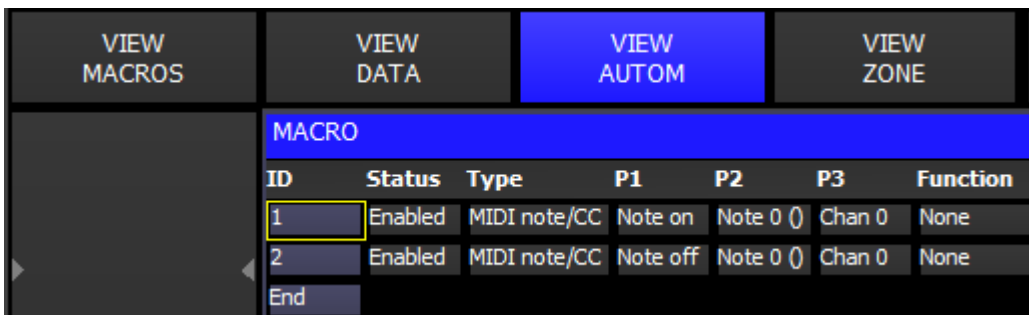 VIEW MACROS
VIEW DATA
VIEW AUTOM
VIEW ZONE
MACRO
ID Status Type P1 P2 P3 Function
1 Enabled MIDI note/CC Note on Note 0 () Chan 0 None
2 Enabled MIDI note/CC Note off Note 0 () Chan 0 None
End